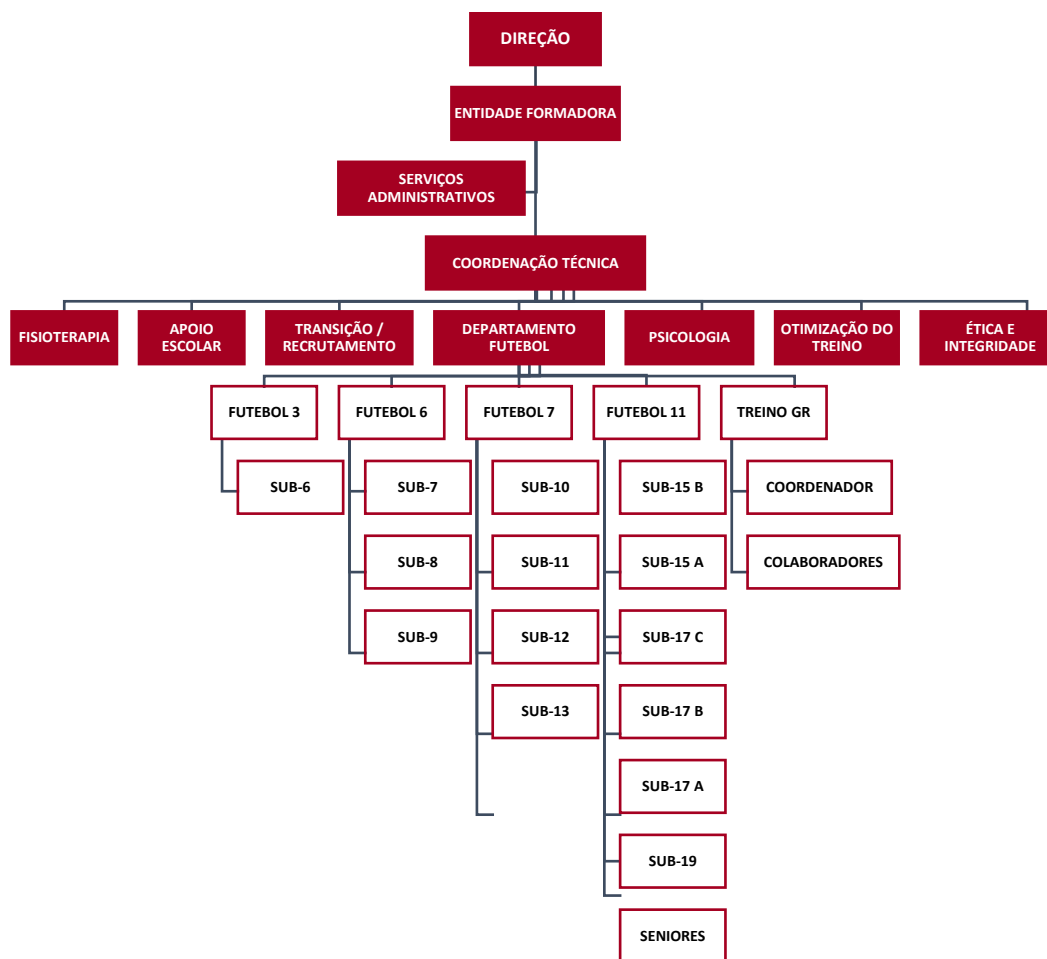 DIREÇÃO
ENTIDADE FORMADORA
SERVIÇOS
ADMINISTRATIVOS
COORDENAÇÃO TÉCNICA
FISIOTERAPIA
APOIO
ESCOLAR
TRANSIÇÃO /
RECRUTAMENTO
DEPARTAMENTO
FUTEBOL
PSICOLOGIA
OTIMIZAÇÃO DO
TREINO
ÉTICA E
INTEGRIDADE
FUTEBOL 3
FUTEBOL 6
FUTEBOL 7
FUTEBOL 11
TREINO GR
SUB-6
SUB-7
SUB-10
SUB-15 B
COORDENADOR
SUB-8
SUB-11
SUB-15 A
COLABORADORES
SUB-9
SUB-12
SUB-17 C
SUB-13
SUB-17 B
SUB-17 A
SUB-19
SENIORES